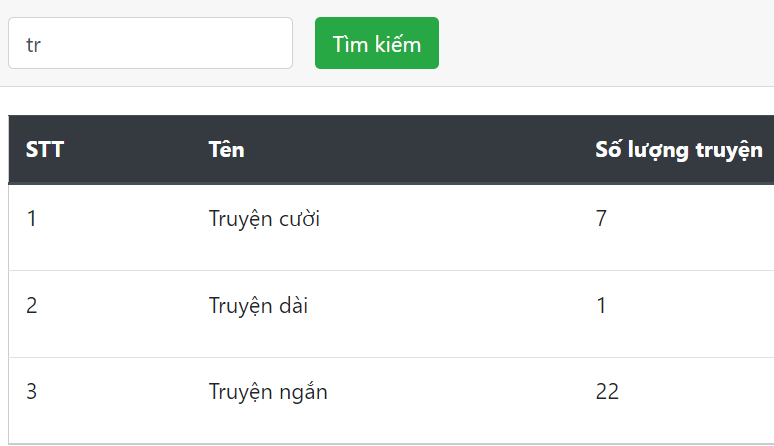 tr Tìm kiếm
STT Tên Số lượng truyện
1 Truyện cười 7
2 Truyện dài 1
3 Truyện ngắn 22